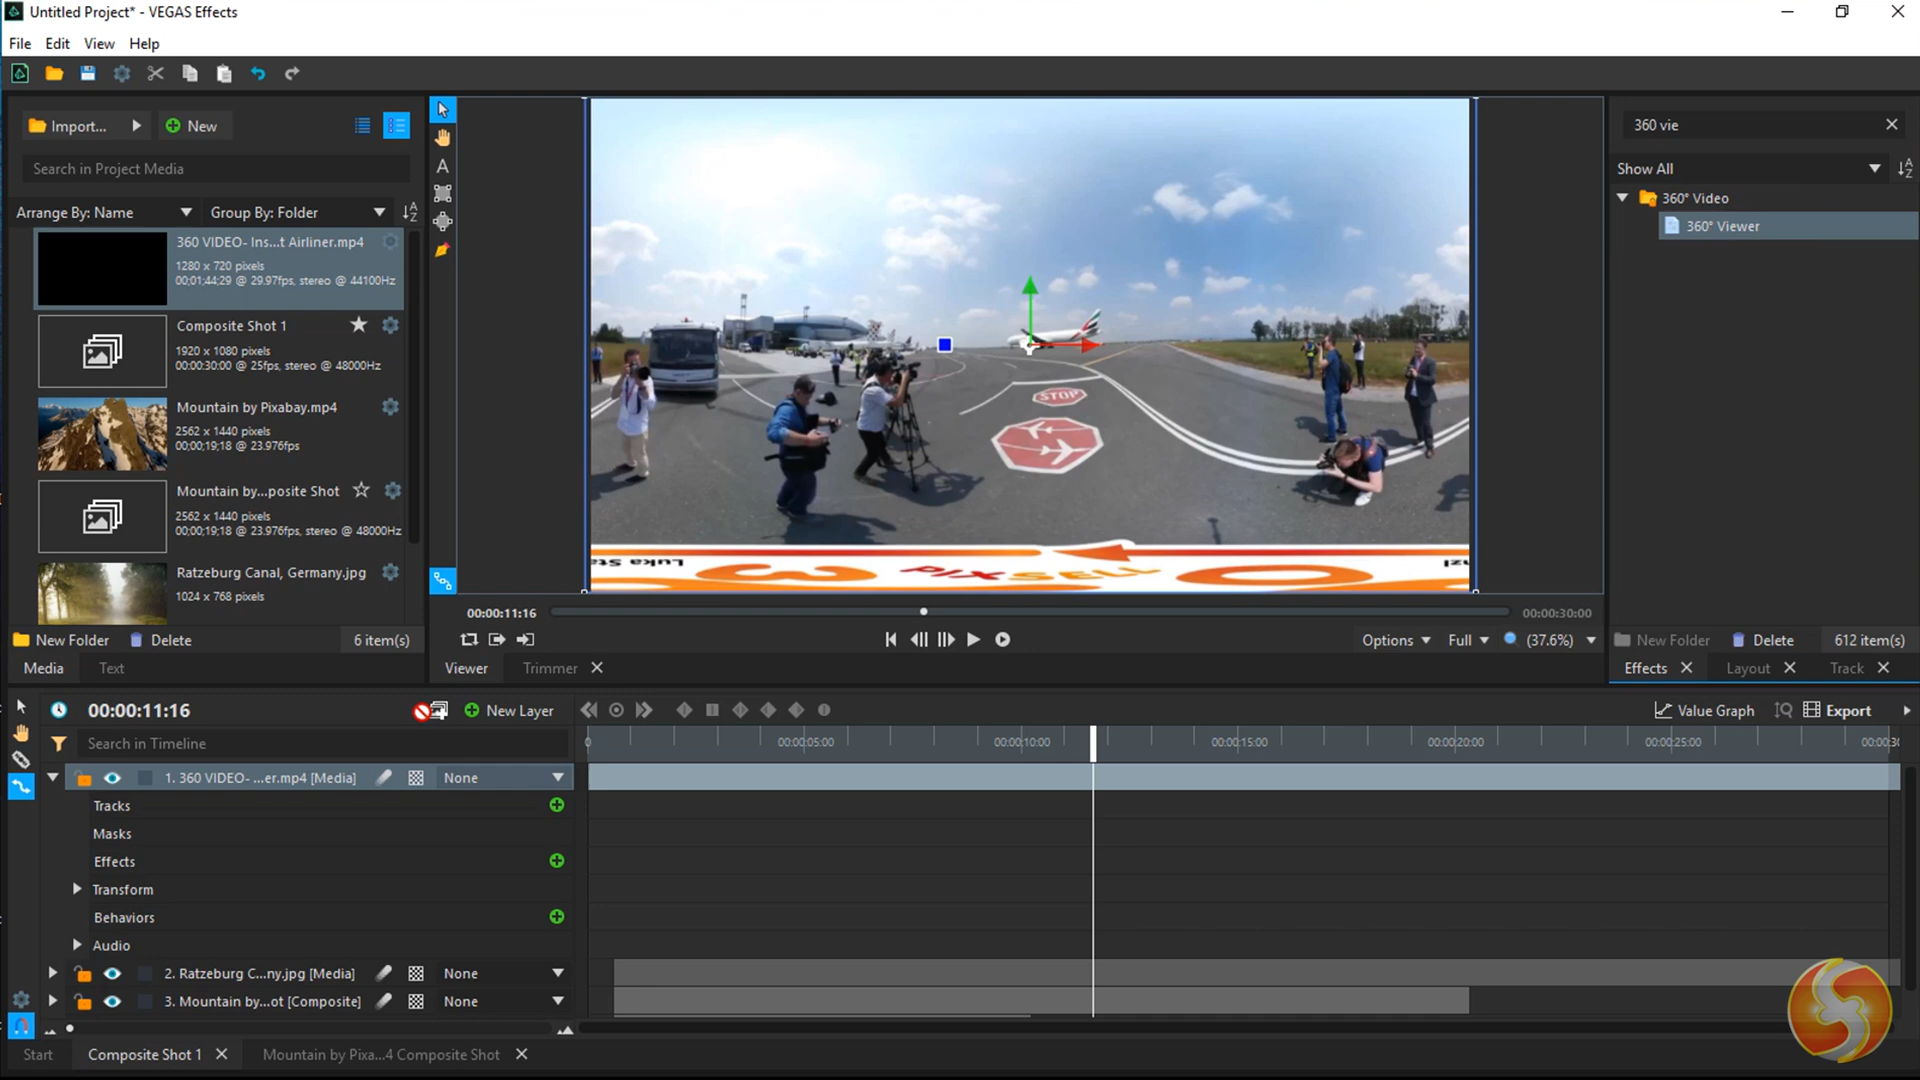 Untitled Project* - VEGAS Effects
File Edit View Help
Import... New
Search in Project Media
Arrange By: Name Group By: Folder
360 VIDEO- Ins...t Airliner.mp4
1280 x 720 pixels
00;01;44;29 @ 29.97fps, stereo @ 44100Hz
Composite Shot 1
1920 x 1080 pixels
00:00:30:00 @ 25fps, stereo @ 48000Hz
Mountain by Pixabay.mp4
2562 x 1440 pixels
00;00;19;18 @ 23.976fps
Mountain by...posite Shot
2562 x 1440 pixels
00;00;19;18 @ 23.976fps, stereo @ 48000Hz
Ratzeburg Canal, Germany.jpg
1024 x 768 pixels
New Folder Delete 6 item(s)
Media Text
A
STOP
Luka Sta
PIXSELL
nzi
00:00:11:16 00:00:30:00
Options Full (37.6%)
Viewer Trimmer
360 vie
Show All
360° Video
360° Viewer
New Folder Delete 612 item(s)
Effects Layout Track
00:00:11:16 New Layer Value Graph Export
Search in Timeline
0 00:00:05:00 00:00:10:00 00:00:15:00 00:00:20:00 00:00:25:00 00:00:30
1. 360 VIDEO- ...er.mp4 [Media] None
Tracks
Masks
Effects
Transform
Behaviors
Audio
2. Ratzeburg C...ny.jpg [Media] None
3. Mountain by...ot [Composite] None
Start Composite Shot 1 Mountain by Pixa...4 Composite Shot